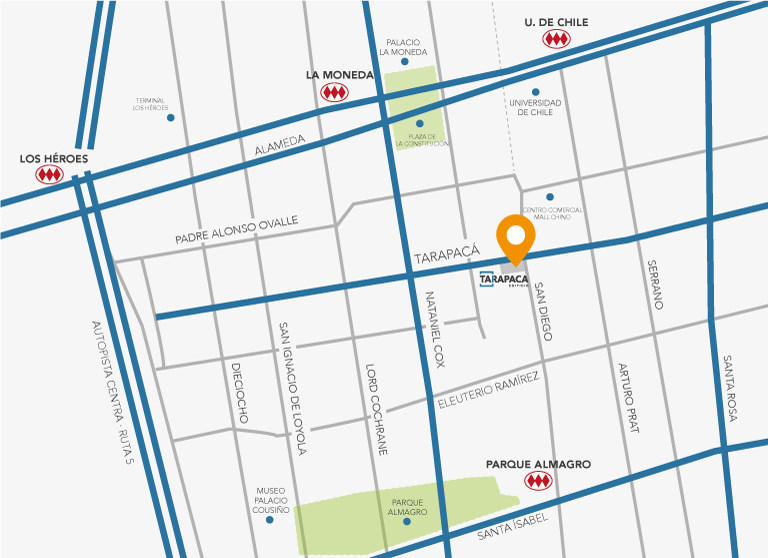 U. DE CHILE
PALACIO
LA MONEDA
LA MONEDA
TERMINAL
LOS HÉROES
UNIVERSIDAD
DE CHILE
PLAZA DE
LA CONSTITUCIÓN
ALAMEDA
LOS HÉROES
CENTRO COMERCIAL
MALL CHINO
PADRE ALONSO OVALLE
TARAPACÁ
TARAPACA
EDIFICIO
SERRANO
SAN DIEGO
NATANIEL COX
AUTOPISTA CENTRA - RUTA 5
SAN IGNACIO DE LOYOLA
DIECIOCHO
LORD COCHRANE
ELEUTERIO RAMÍREZ
ARTURO PRAT
SANTA ROSA
PARQUE ALMAGRO
MUSEO
PALACIO
COUSIÑO
PARQUE
ALMAGRO
SANTA ÍSABEL